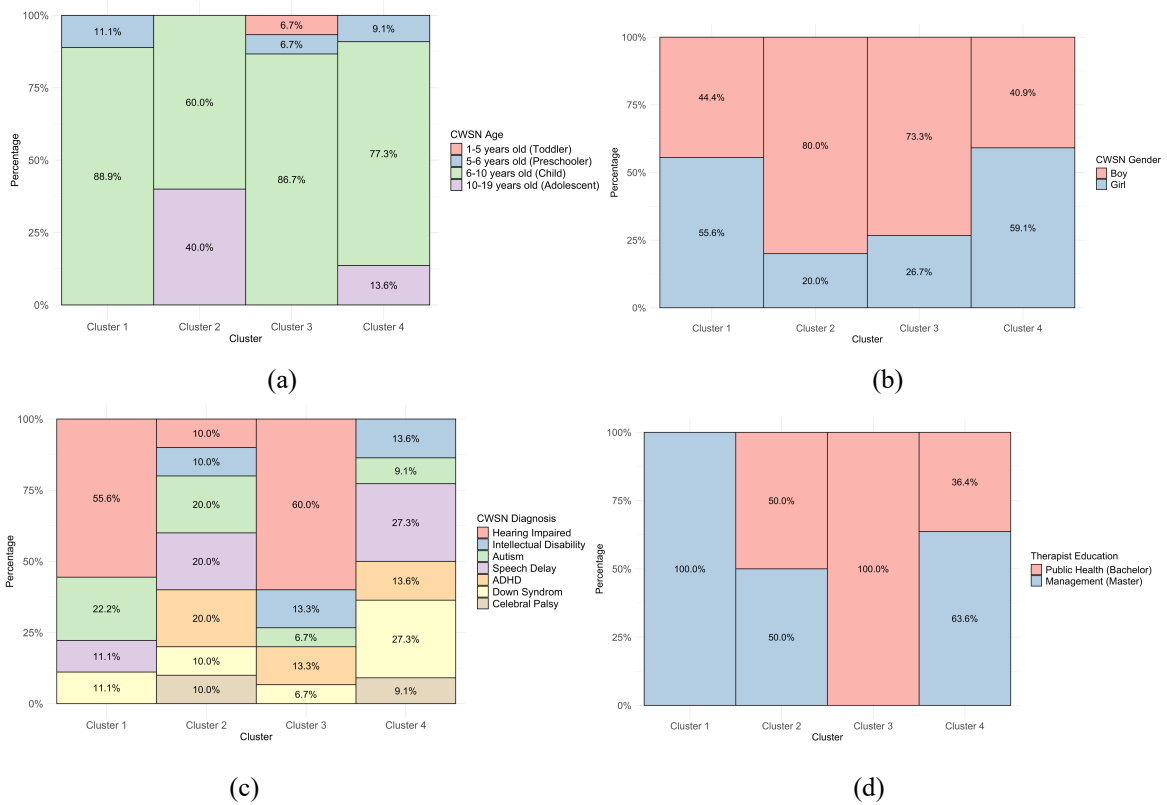 100%
75%
50%
25%
0%
Percentage
11.1%
88.9%
60.0%
40.0%
6.7%
6.7%
86.7%
9.1%
77.3%
13.6%
Cluster 1
Cluster 2
Cluster 3
Cluster 4
Cluster
CWSN Age
1-5 years old (Toddler)
5-6 years old (Preschooler)
6-10 years old (Child)
10-19 years old (Adolescent)
(a)
100%
75%
50%
25%
0%
Percentage
44.4%
55.6%
80.0%
20.0%
73.3%
26.7%
40.9%
59.1%
Cluster 1
Cluster 2
Cluster 3
Cluster 4
Cluster
CWSN Gender
Boy
Girl
(b)
100%
75%
50%
25%
0%
Percentage
55.6%
22.2%
11.1%
11.1%
10.0%
10.0%
20.0%
20.0%
20.0%
10.0%
10.0%
60.0%
13.3%
6.7%
13.3%
6.7%
13.6%
9.1%
27.3%
13.6%
27.3%
9.1%
Cluster 1
Cluster 2
Cluster 3
Cluster 4
Cluster
CWSN Diagnosis
Hearing Impaired
Intellectual Disability
Autism
Speech Delay
ADHD
Down Syndrom
Celebral Palsy
(c)
100%
75%
50%
25%
0%
Percentage
100.0%
50.0%
50.0%
100.0%
36.4%
63.6%
Cluster 1
Cluster 2
Cluster 3
Cluster 4
Cluster
Therapist Education
Public Health (Bachelor)
Management (Master)
(d)